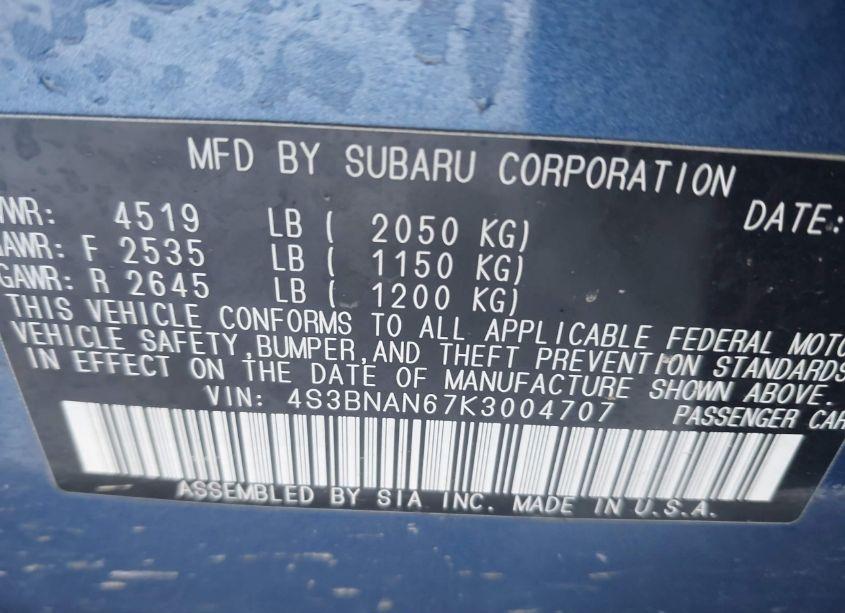 MFD BY SUBARU CORPORATION
VWR: 4519 LB ( 2050 KG) DATE:
AWR: F 2535 LB ( 1150 KG)
GAWR: R 2645 LB ( 1200 KG)
THIS VEHICLE CONFORMS TO ALL APPLICABLE FEDERAL MOTO
VEHICLE SAFETY, BUMPER, AND THEFT PREVENTION STANDARDS
IN EFFECT ON THE DATE OF MANUFACTURE SHOWN ABOVE.
VIN: 4S3BNAN67K3004707 PASSENGER CAR
ASSEMBLED BY SIA INC. MADE IN U.S.A.